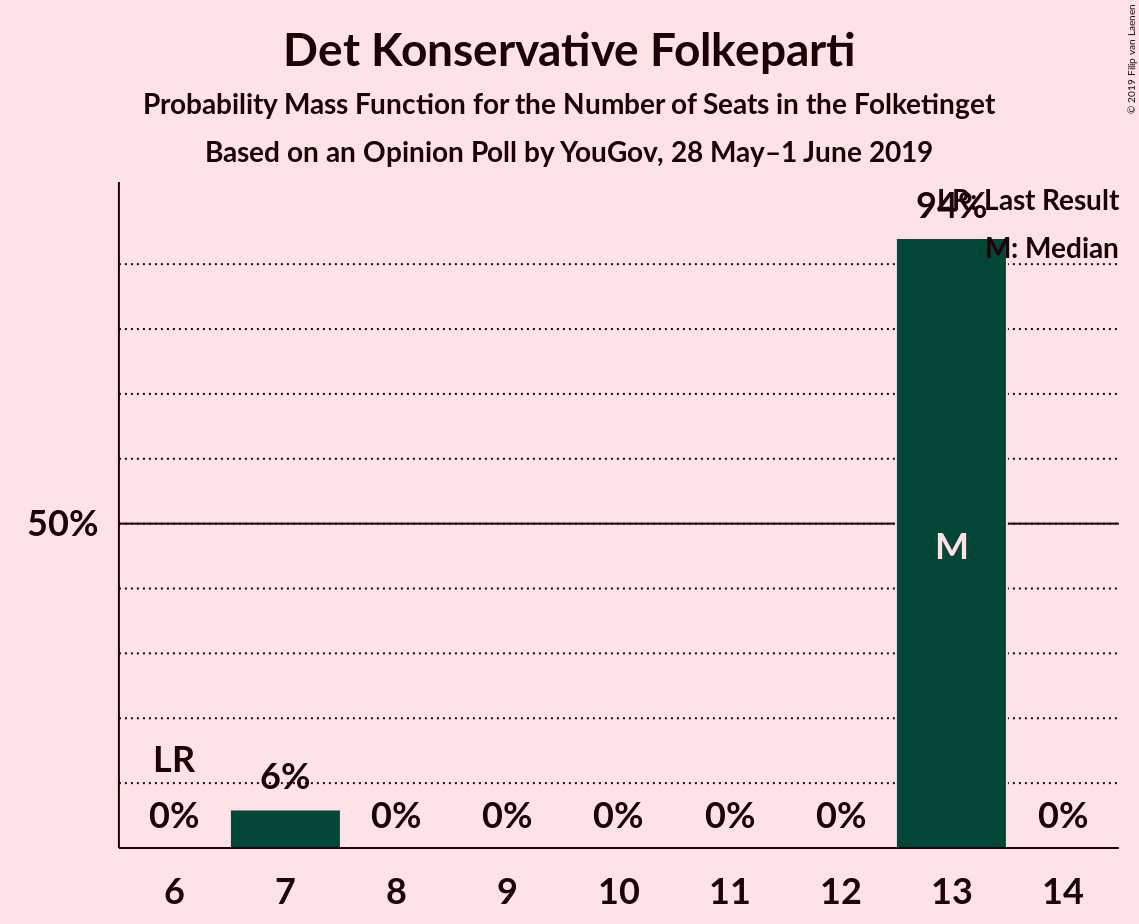 Det Konservative Folkeparti
Probability Mass Function for the Number of Seats in the Folketinget
Based on an Opinion Poll by YouGov, 28 May–1 June 2019
© 2019 Filip van Laenen
LR: Last Result
M: Median
94%
50%
M
LR
0%
6%
0%
0%
0%
0%
0%
0%
6
7
8
9
10
11
12
13
14